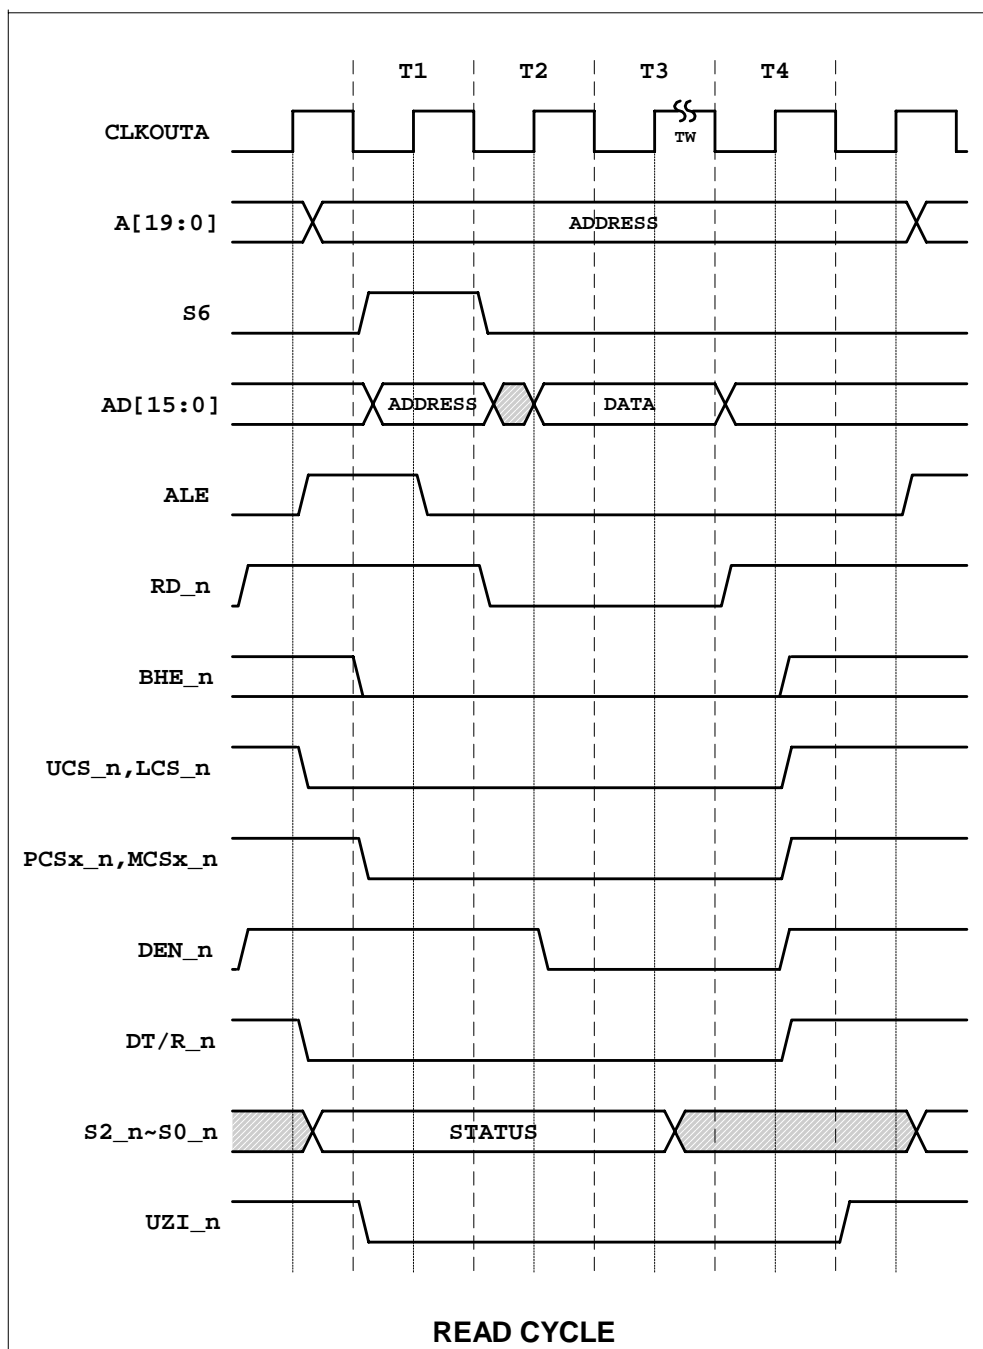 T1 T2 T3 T4
CLKOUTA
TW
A[19:0]
ADDRESS
S6
AD[15:0]
ADDRESS DATA
ALE
RD_n
BHE_n
UCS_n,LCS_n
PCSx_n,MCSx_n
DEN_n
DT/R_n
S2_n~S0_n
STATUS
UZI_n
READ CYCLE